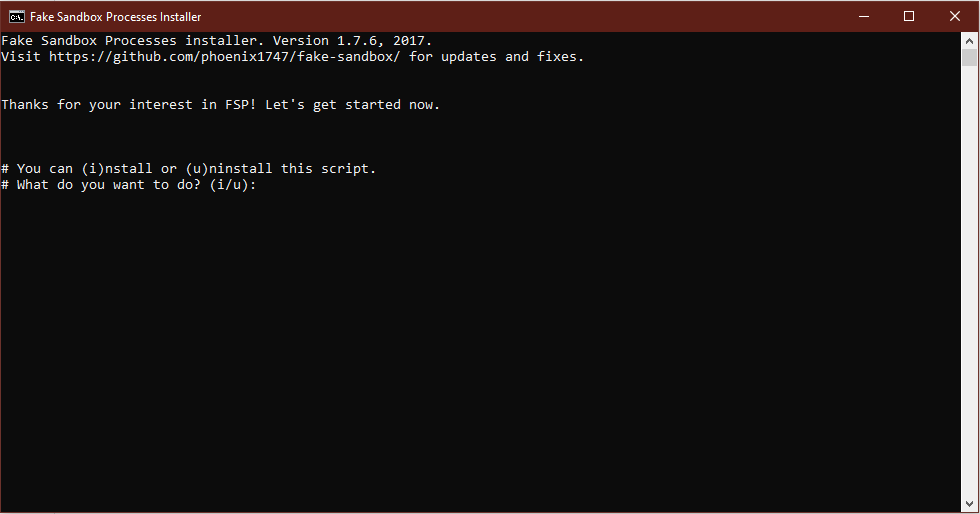 Fake Sandbox Processes Installer
Fake Sandbox Processes installer. Version 1.7.6, 2017.
Visit https://github.com/phoenix1747/fake-sandbox/ for updates and fixes.
Thanks for your interest in FSP! Let's get started now.
# You can (i)nstall or (u)ninstall this script.
# What do you want to do? (i/u):